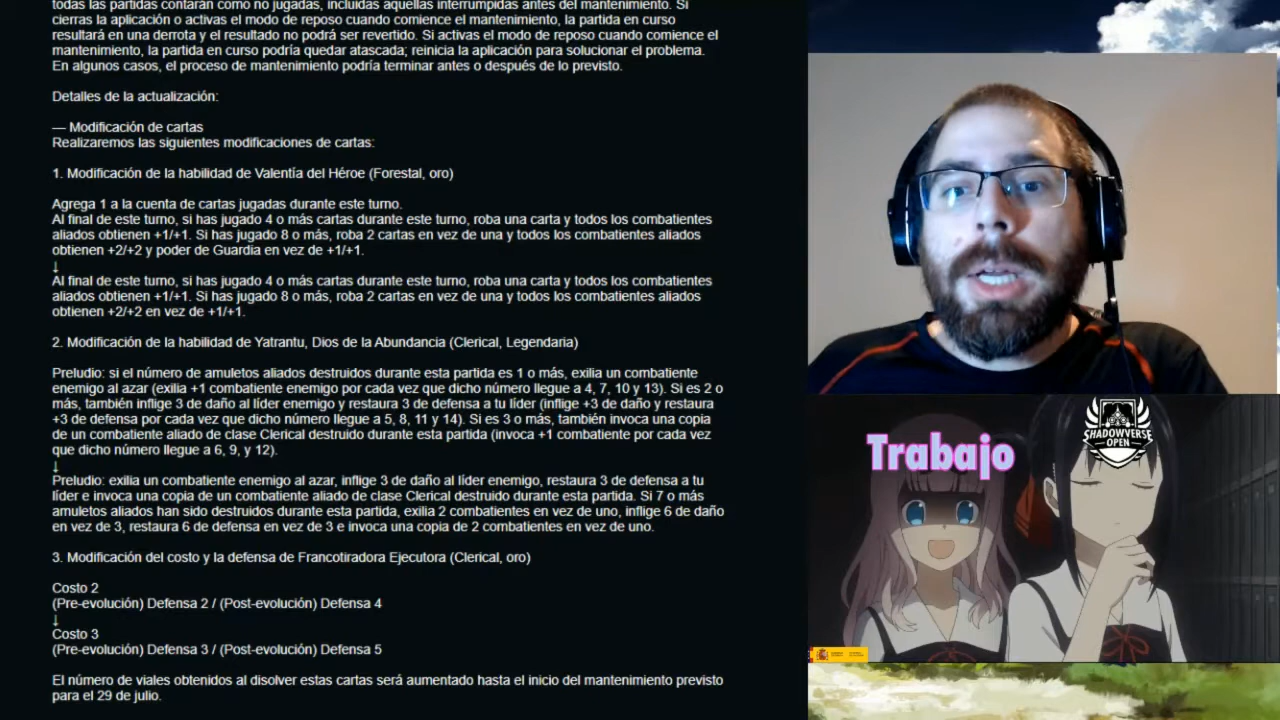 todas las partidas contarán como no jugadas, incluidas aquellas interrumpidas antes del mantenimiento. Si
cierras la aplicación o activas el modo de reposo cuando comience el mantenimiento, la partida en curso
resultará en una derrota y el resultado no podrá ser revertido. Si activas el modo de reposo cuando comience el
mantenimiento, la partida en curso podría quedar atascada; reinicia la aplicación para solucionar el problema.
En algunos casos, el proceso de mantenimiento podría terminar antes o después de lo previsto.
Detalles de la actualización:
— Modificación de cartas
Realizaremos las siguientes modificaciones de cartas:
1. Modificación de la habilidad de Valentía del Héroe (Forestal, oro)
Agrega 1 a la cuenta de cartas jugadas durante este turno.
Al final de este turno, si has jugado 4 o más cartas durante este turno, roba una carta y todos los combatientes
aliados obtienen +1/+1. Si has jugado 8 o más, roba 2 cartas en vez de una y todos los combatientes aliados
obtienen +2/+2 y poder de Guardia en vez de +1/+1.
↓
Al final de este turno, si has jugado 4 o más cartas durante este turno, roba una carta y todos los combatientes
aliados obtienen +1/+1. Si has jugado 8 o más, roba 2 cartas en vez de una y todos los combatientes aliados
obtienen +2/+2 en vez de +1/+1.
2. Modificación de la habilidad de Yatrantu, Dios de la Abundancia (Clerical, Legendaria)
Preludio: si el número de amuletos aliados destruidos durante esta partida es 1 o más, exilia un combatiente
enemigo al azar (exilia +1 combatiente enemigo por cada vez que dicho número llegue a 4, 7, 10 y 13). Si es 2 o
más, también inflige 3 de daño al líder enemigo y restaura 3 de defensa a tu líder (inflige +3 de daño y restaura
+3 de defensa por cada vez que dicho número llegue a 5, 8, 11 y 14). Si es 3 o más, también invoca una copia
de un combatiente aliado de clase Clerical destruido durante esta partida (invoca +1 combatiente por cada vez
que dicho número llegue a 6, 9, y 12).
↓
Preludio: exilia un combatiente enemigo al azar, inflige 3 de daño al líder enemigo, restaura 3 de defensa a tu
líder e invoca una copia de un combatiente aliado de clase Clerical destruido durante esta partida. Si 7 o más
amuletos aliados han sido destruidos durante esta partida, exilia 2 combatientes en vez de uno, inflige 6 de daño
en vez de 3, restaura 6 de defensa en vez de 3 e invoca una copia de 2 combatientes en vez de uno.
3. Modificación del costo y la defensa de Francotiradora Ejecutora (Clerical, oro)
Costo 2
(Pre-evolución) Defensa 2 / (Post-evolución) Defensa 4
↓
Costo 3
(Pre-evolución) Defensa 3 / (Post-evolución) Defensa 5
El número de viales obtenidos al disolver estas cartas será aumentado hasta el inicio del mantenimiento previsto
para el 29 de julio.
Trabajo
SHADOWVERSE
OPEN